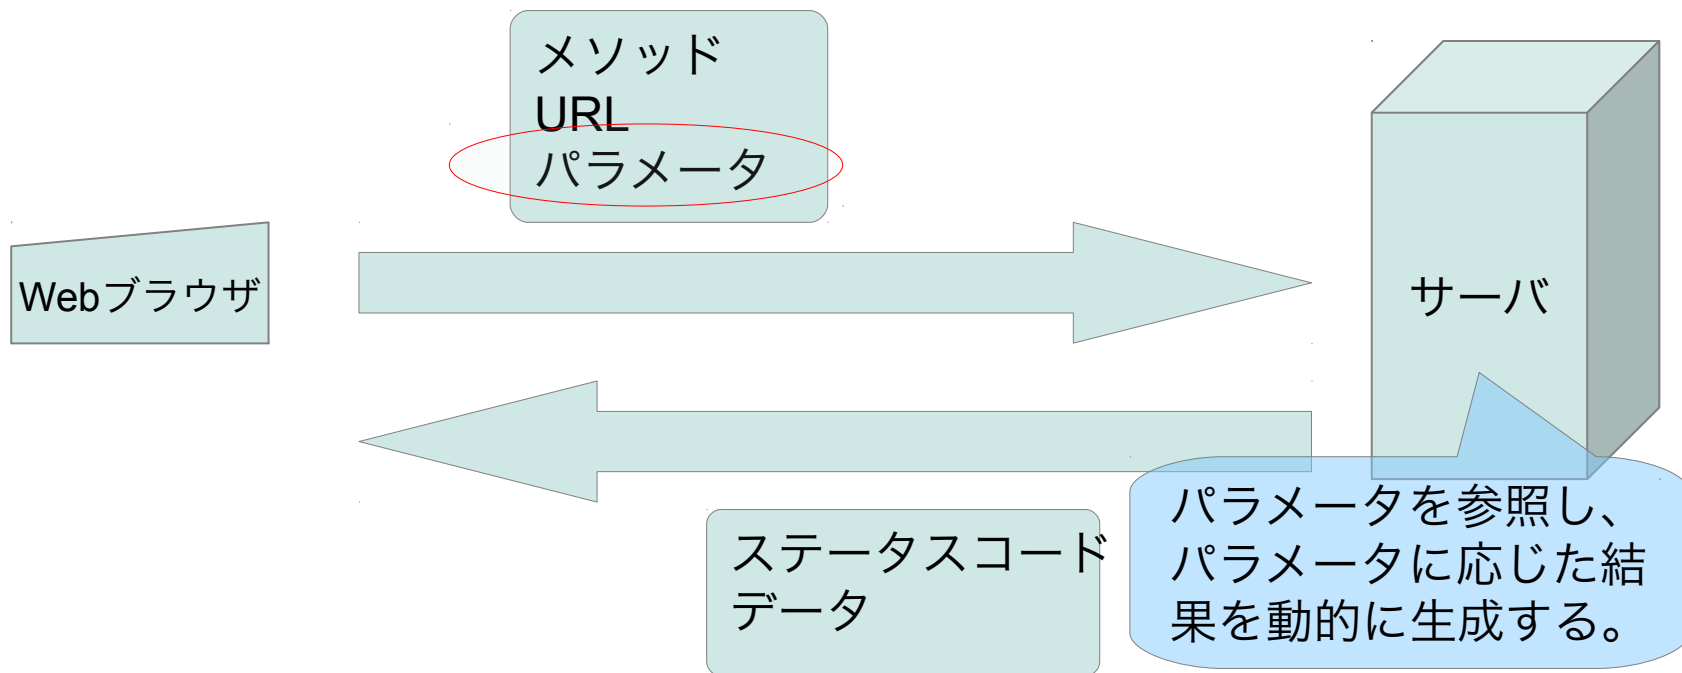 メソッド
URL
パラメータ
Webブラウザ
サーバ
ステータスコード
データ
パラメータを参照し、
パラメータに応じた結
果を動的に生成する。